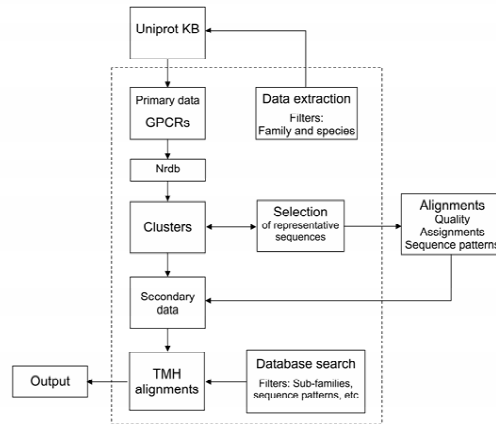 Uniprot KB
Primary data
GPCRs
Data extraction
Filters:
Family and species
Nrdb
Clusters
Selection
of representative
sequences
Alignments
Quality
Assignments
Sequence patterns
Secondary
data
TMH
alignments
Database search
Filters: Sub-families,
sequence patterns, etc
Output